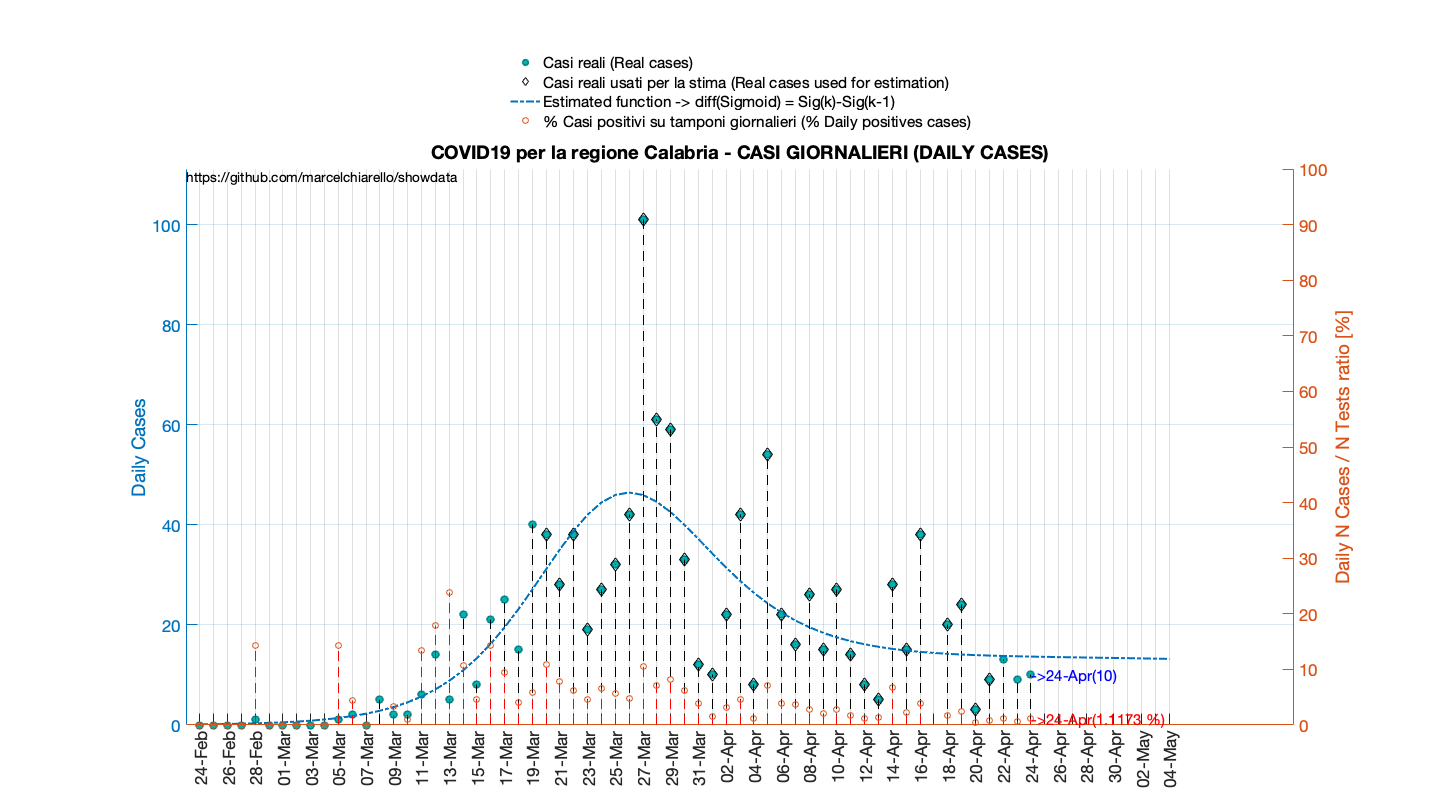 Casi reali (Real cases)
Casi reali usati per la stima (Real cases used for estimation)
Estimated function -> diff(Sigmoid) = Sig(k)-Sig(k-1)
% Casi positivi su tamponi giornalieri (% Daily positives cases)
COVID19 per la regione Calabria - CASI GIORNALIERI (DAILY CASES)
https://github.com/marcelchiarello/showdata
Daily Cases
100
80
60
40
20
0
100
90
80
70
60
50
40
30
20
10
0
Daily N Cases / N Tests ratio [%]
->24-Apr(10)
->24-Apr(1.1173 %)
24-Feb
26-Feb
28-Feb
01-Mar
03-Mar
05-Mar
07-Mar
09-Mar
11-Mar
13-Mar
15-Mar
17-Mar
19-Mar
21-Mar
23-Mar
25-Mar
27-Mar
29-Mar
31-Mar
02-Apr
04-Apr
06-Apr
08-Apr
10-Apr
12-Apr
14-Apr
16-Apr
18-Apr
20-Apr
22-Apr
24-Apr
26-Apr
28-Apr
30-Apr
02-May
04-May